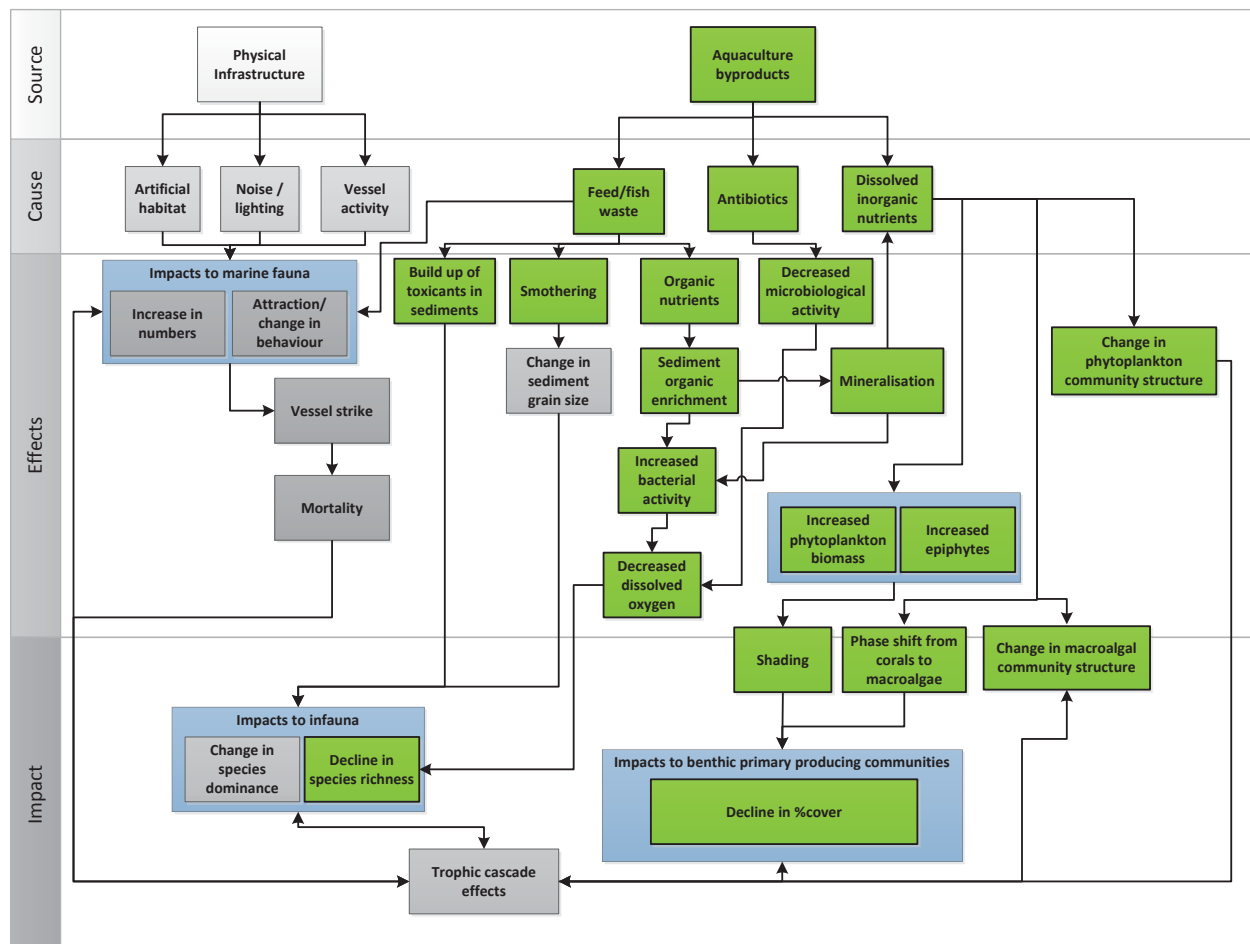 Source
Physical
Infrastructure
Aquaculture
byproducts
Cause
Artificial
habitat
Noise /
lighting
Vessel
activity
Feed/fish
waste
Antibiotics
Dissolved
inorganic
nutrients
Effects
Impacts to marine fauna
Increase in
numbers
Attraction/
change in
behaviour
Build up of
toxicants in
sediments
Smothering
Organic
nutrients
Decreased
microbiological
activity
Change in
sediment
grain size
Sediment
organic
enrichment
Mineralisation
Change in
phytoplankton
community structure
Vessel strike
Increased
bacterial
activity
Mortality
Increased
phytoplankton
biomass
Increased
epiphytes
Decreased
dissolved
oxygen
Impact
Shading
Phase shift from
corals to
macroalgae
Change in macroalgal
community structure
Impacts to infauna
Change in
species
dominance
Decline in
species richness
Impacts to benthic primary producing communities
Decline in %cover
Trophic cascade
effects